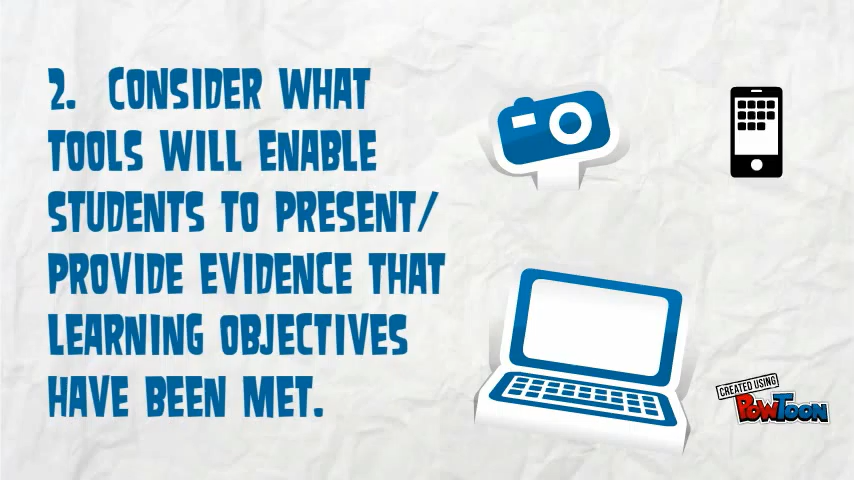 2. CONSIDER WHAT
TOOLS WILL ENABLE
STUDENTS TO PRESENT/
PROVIDE EVIDENCE THAT
LEARNING OBJECTIVES
HAVE BEEN MET.
CREATED USING
POWTOON